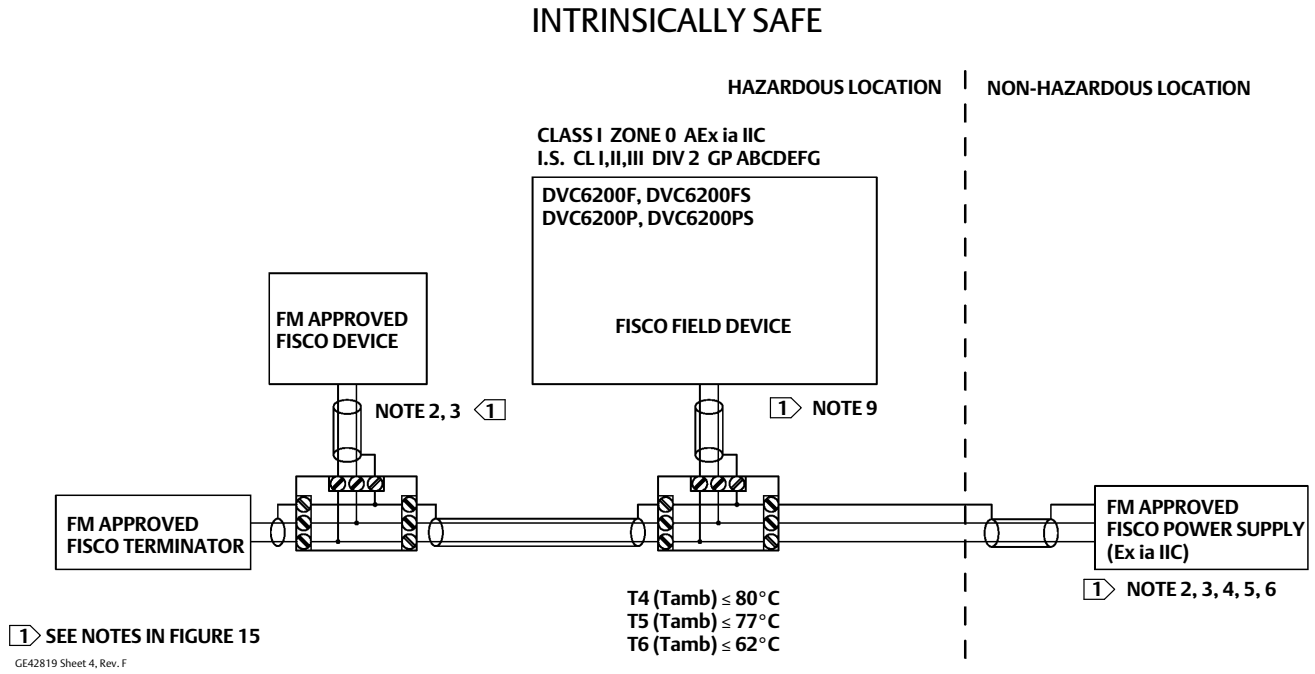 INTRINSICALLY SAFE
HAZARDOUS LOCATION
NON-HAZARDOUS LOCATION
CLASS I ZONE 0 AEx ia IIC
I.S. CL I,II,III DIV 2 GP ABCDEFG
DVC6200F, DVC6200FS
DVC6200P, DVC6200PS
FISCO FIELD DEVICE
FM APPROVED
FISCO DEVICE
NOTE 2, 3 1
1 NOTE 9
FM APPROVED
FISCO TERMINATOR
FM APPROVED
FISCO POWER SUPPLY
(Ex ia IIC)
1 NOTE 2, 3, 4, 5, 6
T4 (Tamb) ≤ 80°C
T5 (Tamb) ≤ 77°C
T6 (Tamb) ≤ 62°C
1 SEE NOTES IN FIGURE 15
GE42819 Sheet 4, Rev. F